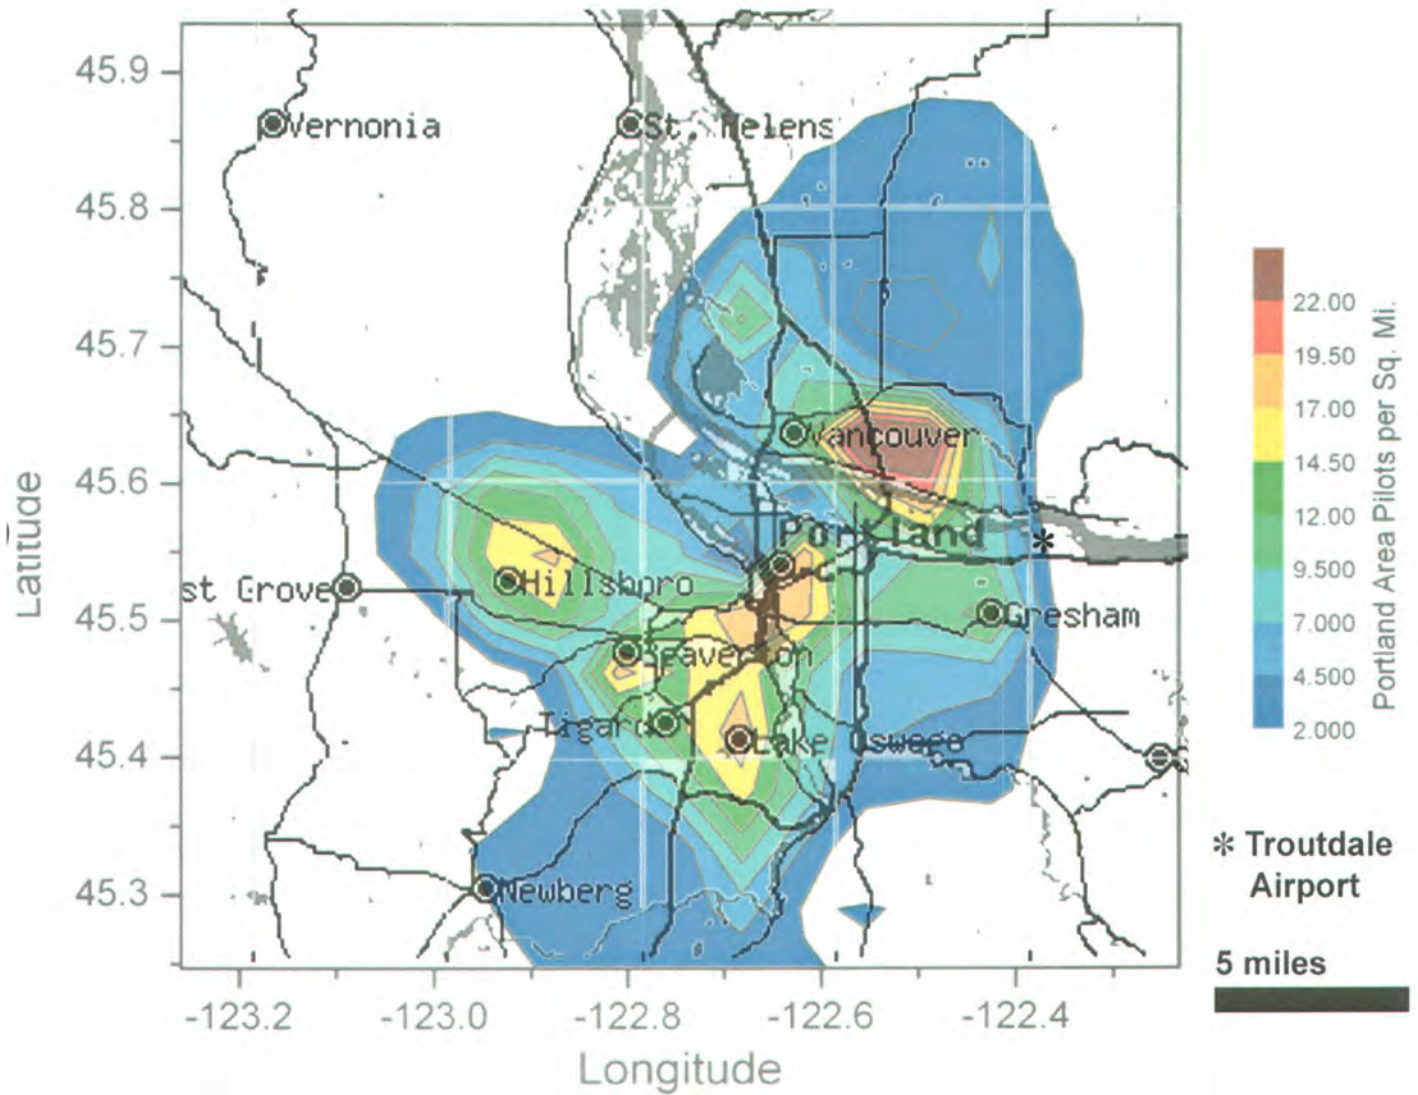 45.9
45.8
45.7
45.6
45.5
45.4
45.3
Latitude
-123.2
-123.0
-122.8
-122.6
-122.4
Longitude
Vernonia
St. Helens
Vancouver
Portland
Hillsboro
st Grove
Gresham
Beaverton
Tigard
Lake Oswego
Newberg
22.00
19.50
17.00
14.50
12.00
9.500
7.000
4.500
2.000
Portland Area Pilots per Sq. Mi.
* Troutdale
Airport
5 miles